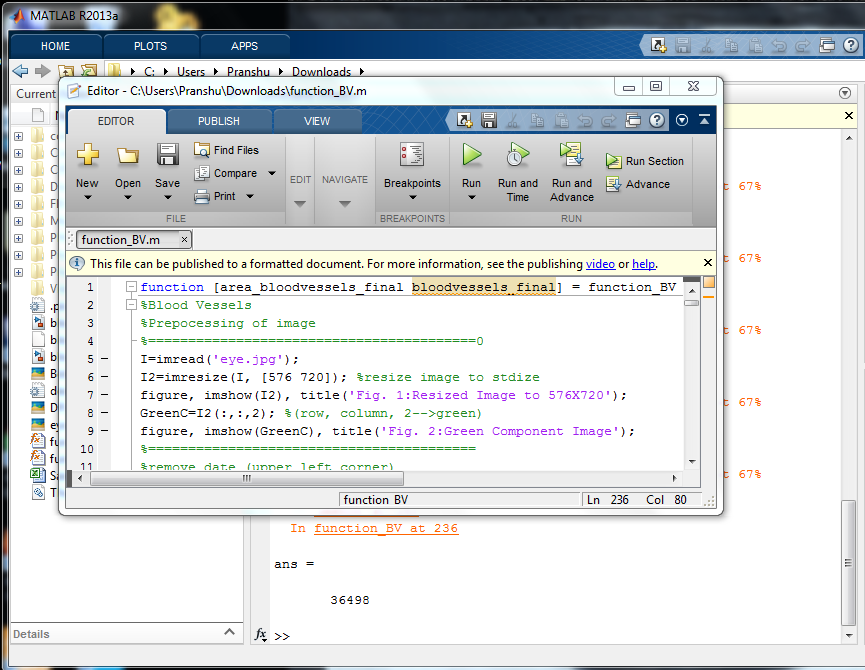 MATLAB R2013a
HOME PLOTS APPS
C: Users Pranshu Downloads
Current
Editor - C:\Users\Pranshu\Downloads\function_BV.m
EDITOR PUBLISH VIEW
New
Open
Save
Find Files
Compare
Print
FILE
EDIT
NAVIGATE
Breakpoints
BREAKPOINTS
Run
Run and
Time
Run and
Advance
Run Section
Advance
RUN
function_BV.m
This file can be published to a formatted document. For more information, see the publishing video or help.
1 function [area_bloodvessels_final bloodvessels_final] = function_BV
2 %Blood Vessels
3 %Prepocessing of image
4 %=========================================0
5 I=imread('eye.jpg');
6 I2=imresize(I, [576 720]); %resize image to stdize
7 figure, imshow(I2), title('Fig. 1:Resized Image to 576X720');
8 GreenC=I2(:,:,2); %(row, column, 2-->green)
9 figure, imshow(GreenC), title('Fig. 2:Green Component Image');
10 %=========================================
11 %remove date (upper left corner)
function_BV Ln 236 Col 80
t 67%
t 67%
t 67%
t 67%
t 67%
In function_BV at 236
ans =
36498
fx >>
Details